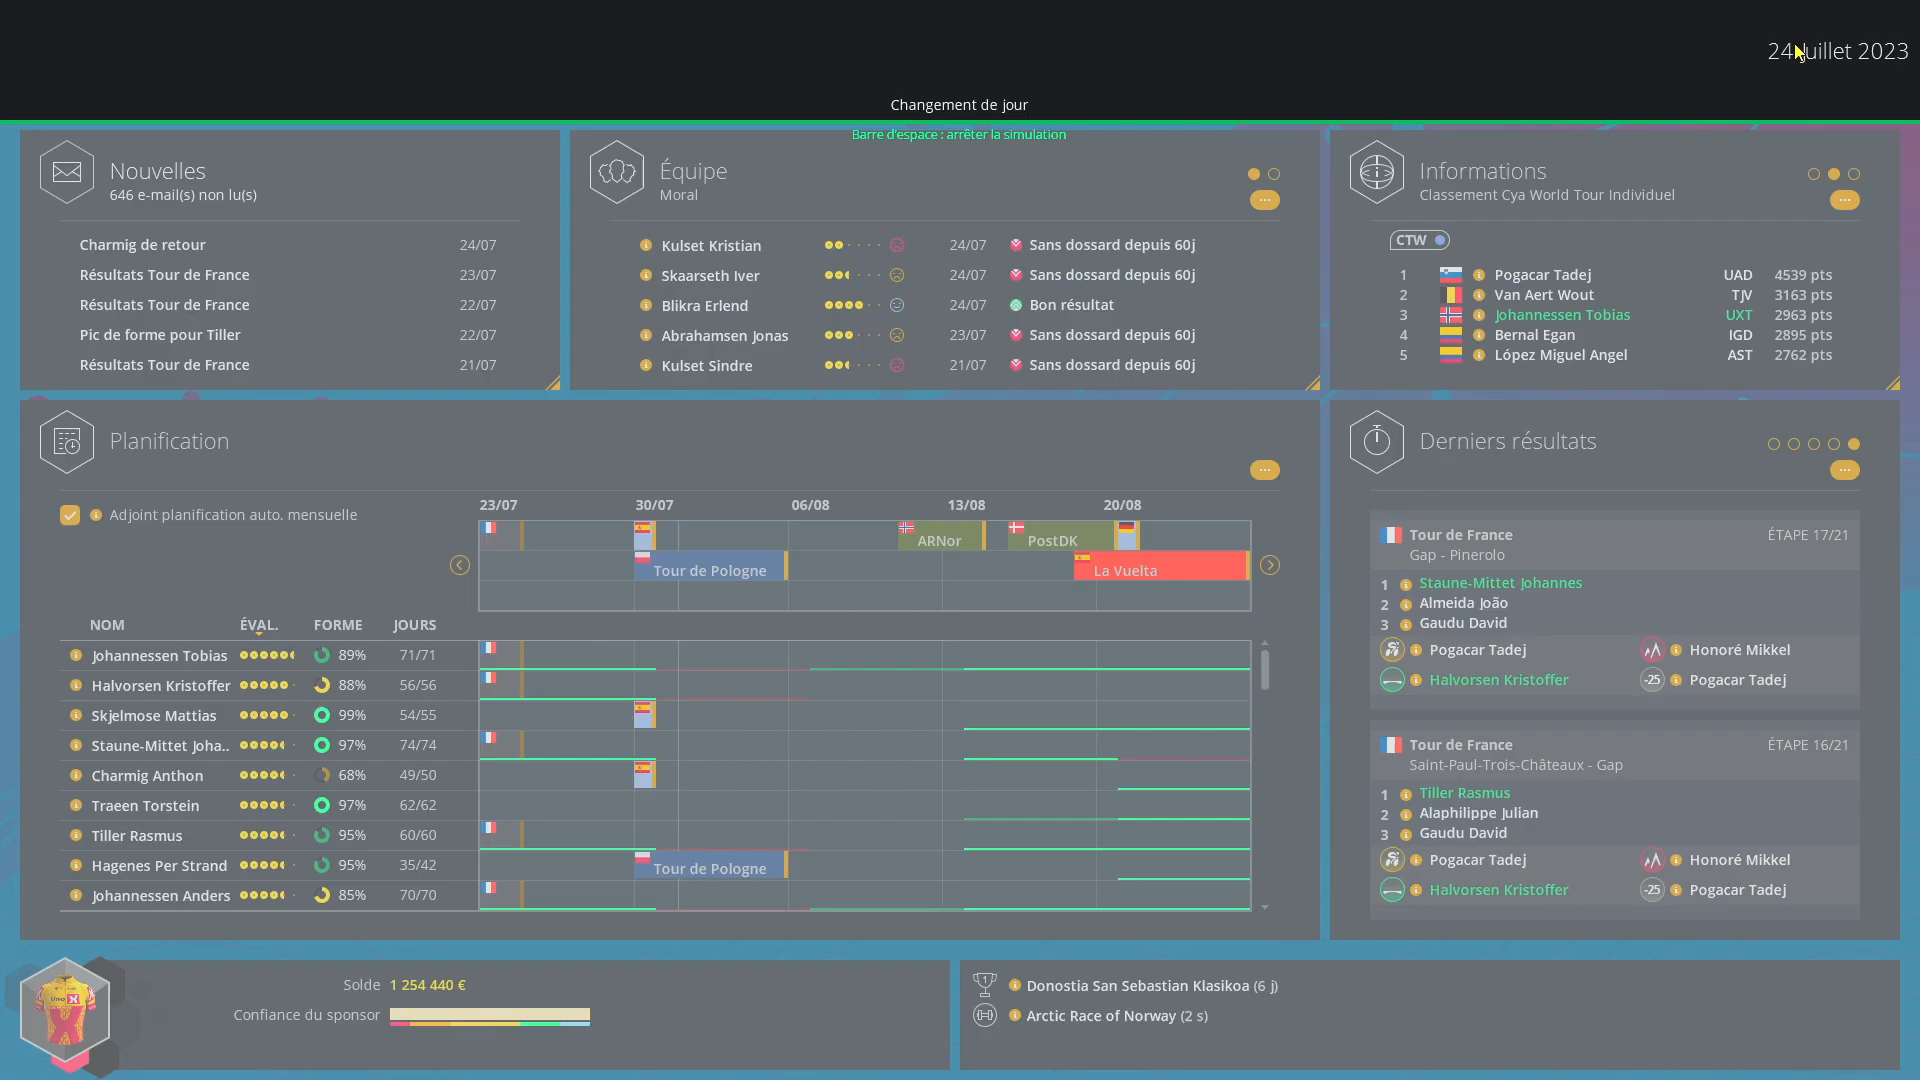 24 Juillet 2023
Changement de jour
Barre d'espace : arrêter la simulation
Nouvelles
646 e-mail(s) non lu(s)
Charmig de retour 24/07
Résultats Tour de France 23/07
Résultats Tour de France 22/07
Pic de forme pour Tiller 22/07
Résultats Tour de France 21/07
Équipe
Moral
...
Kulset Kristian 24/07 Sans dossard depuis 60j
Skaarseth Iver 24/07 Sans dossard depuis 60j
Blikra Erlend 24/07 Bon résultat
Abrahamsen Jonas 23/07 Sans dossard depuis 60j
Kulset Sindre 21/07 Sans dossard depuis 60j
Informations
Classement Cya World Tour Individuel
...
CTW
1 Pogacar Tadej UAD 4539 pts
2 Van Aert Wout TJV 3163 pts
3 Johannessen Tobias UXT 2963 pts
4 Bernal Egan IGD 2895 pts
5 López Miguel Angel AST 2762 pts
Planification
...
Adjoint planification auto. mensuelle
23/07 30/07 06/08 13/08 20/08
ARNor PostDK
Tour de Pologne La Vuelta
NOM ÉVAL. FORME JOURS
Johannessen Tobias 89% 71/71
Halvorsen Kristoffer 88% 56/56
Skjelmose Mattias 99% 54/55
Staune-Mittet Joha.. 97% 74/74
Charmig Anthon 68% 49/50
Traeen Torstein 97% 62/62
Tiller Rasmus 95% 60/60
Hagenes Per Strand 95% 35/42 Tour de Pologne
Johannessen Anders 85% 70/70
Derniers résultats
...
Tour de France ÉTAPE 17/21
Gap - Pinerolo
1 Staune-Mittet Johannes
2 Almeida João
3 Gaudu David
Pogacar Tadej Honoré Mikkel
Halvorsen Kristoffer -25 Pogacar Tadej
Tour de France ÉTAPE 16/21
Saint-Paul-Trois-Châteaux - Gap
1 Tiller Rasmus
2 Alaphilippe Julian
3 Gaudu David
Pogacar Tadej Honoré Mikkel
Halvorsen Kristoffer -25 Pogacar Tadej
Solde 1 254 440 €
Confiance du sponsor
Uno X
1 Donostia San Sebastian Klasikoa (6 j)
Arctic Race of Norway (2 s)